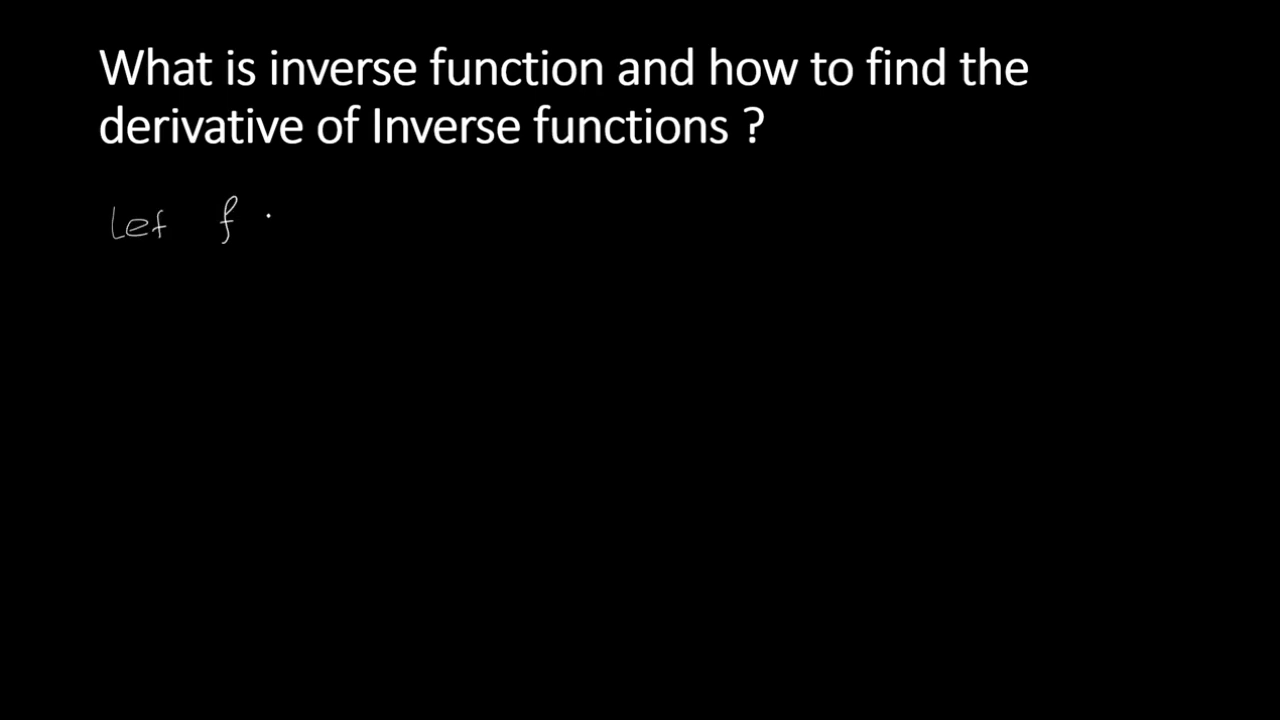 What is inverse function and how to find the
derivative of Inverse functions ?
Let f